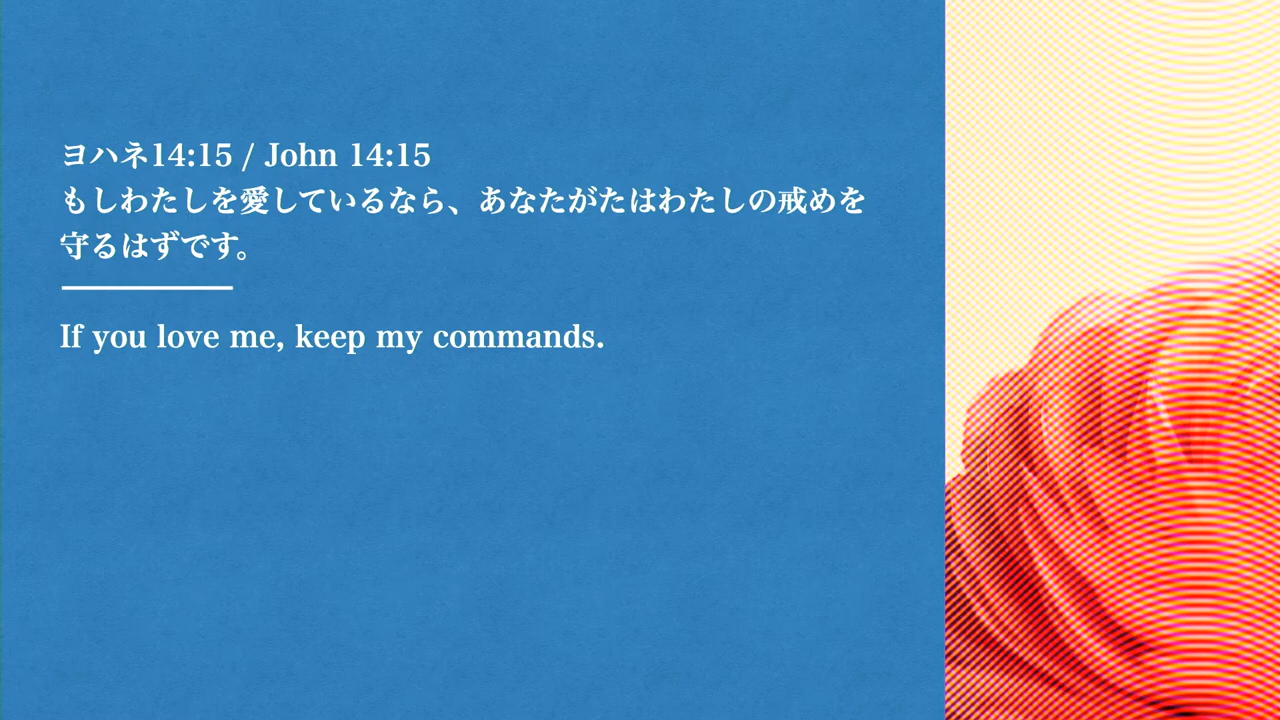 ヨハネ14:15 / John 14:15
もしわたしを愛しているなら、あなたがたはわたしの戒めを
守るはずです。
If you love me, keep my commands.